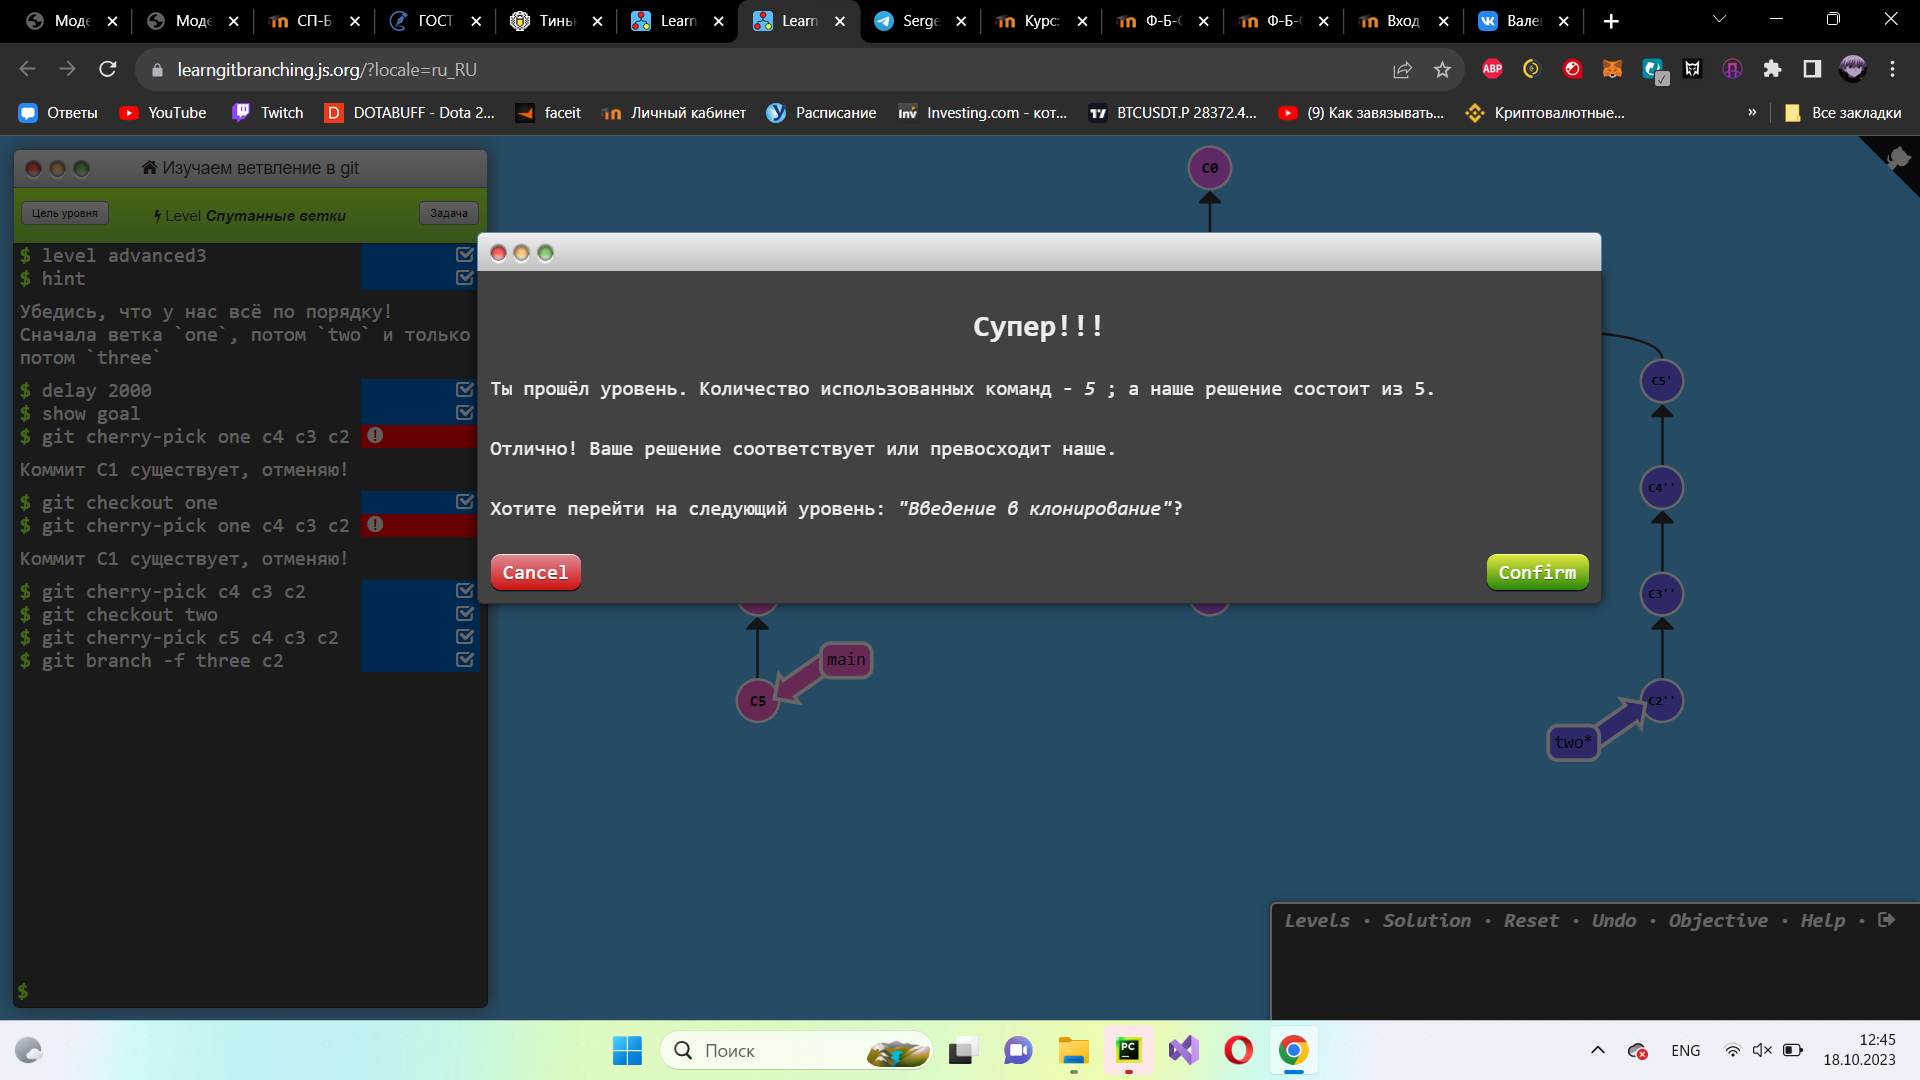 Моде
Моде
СП-Б
ГОСТ
Тинь
Learn
Learn
Serge
Курс:
Ф-Б-С
Ф-Б-С
Вход
Вале
learngitbranching.js.org/?locale=ru_RU
ABP
Ответы
YouTube
Twitch
DOTABUFF - Dota 2...
faceit
Личный кабинет
Расписание
Investing.com - кот...
BTCUSDT.P 28372.4...
(9) Как завязывать...
Криптовалютные...
»
Все закладки
Изучаем ветвление в git
Цель уровня
Level Спутанные ветки
Задача
$ level advanced3
$ hint
Убедись, что у нас всё по порядку!
Сначала ветка `one`, потом `two` и только
потом `three`
$ delay 2000
$ show goal
$ git cherry-pick one c4 c3 c2
Коммит C1 существует, отменяю!
$ git checkout one
$ git cherry-pick one c4 c3 c2
Коммит C1 существует, отменяю!
$ git cherry-pick c4 c3 c2
$ git checkout two
$ git cherry-pick c5 c4 c3 c2
$ git branch -f three c2
$
C0
Супер!!!
Ты прошёл уровень. Количество использованных команд - 5 ; а наше решение состоит из 5.
Отлично! Ваше решение соответствует или превосходит наше.
Хотите перейти на следующий уровень: "Введение в клонирование"?
Cancel
Confirm
C5'
C4''
C3''
C2''
two*
main
C5
Levels · Solution · Reset · Undo · Objective · Help ·
Поиск
PC
ENG
12:45
18.10.2023